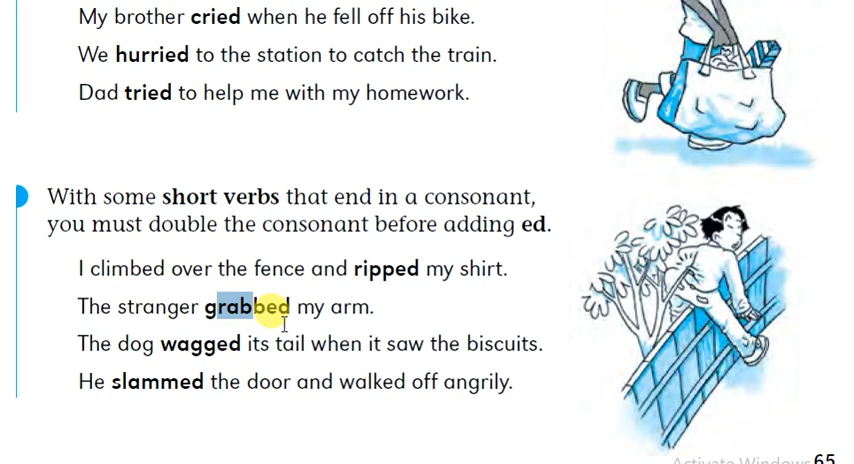 My brother cried when he fell off his bike.
We hurried to the station to catch the train.
Dad tried to help me with my homework.
With some short verbs that end in a consonant,
you must double the consonant before adding ed.
I climbed over the fence and ripped my shirt.
The stranger grabbed my arm.
The dog wagged its tail when it saw the biscuits.
He slammed the door and walked off angrily.
Activate Windows 65